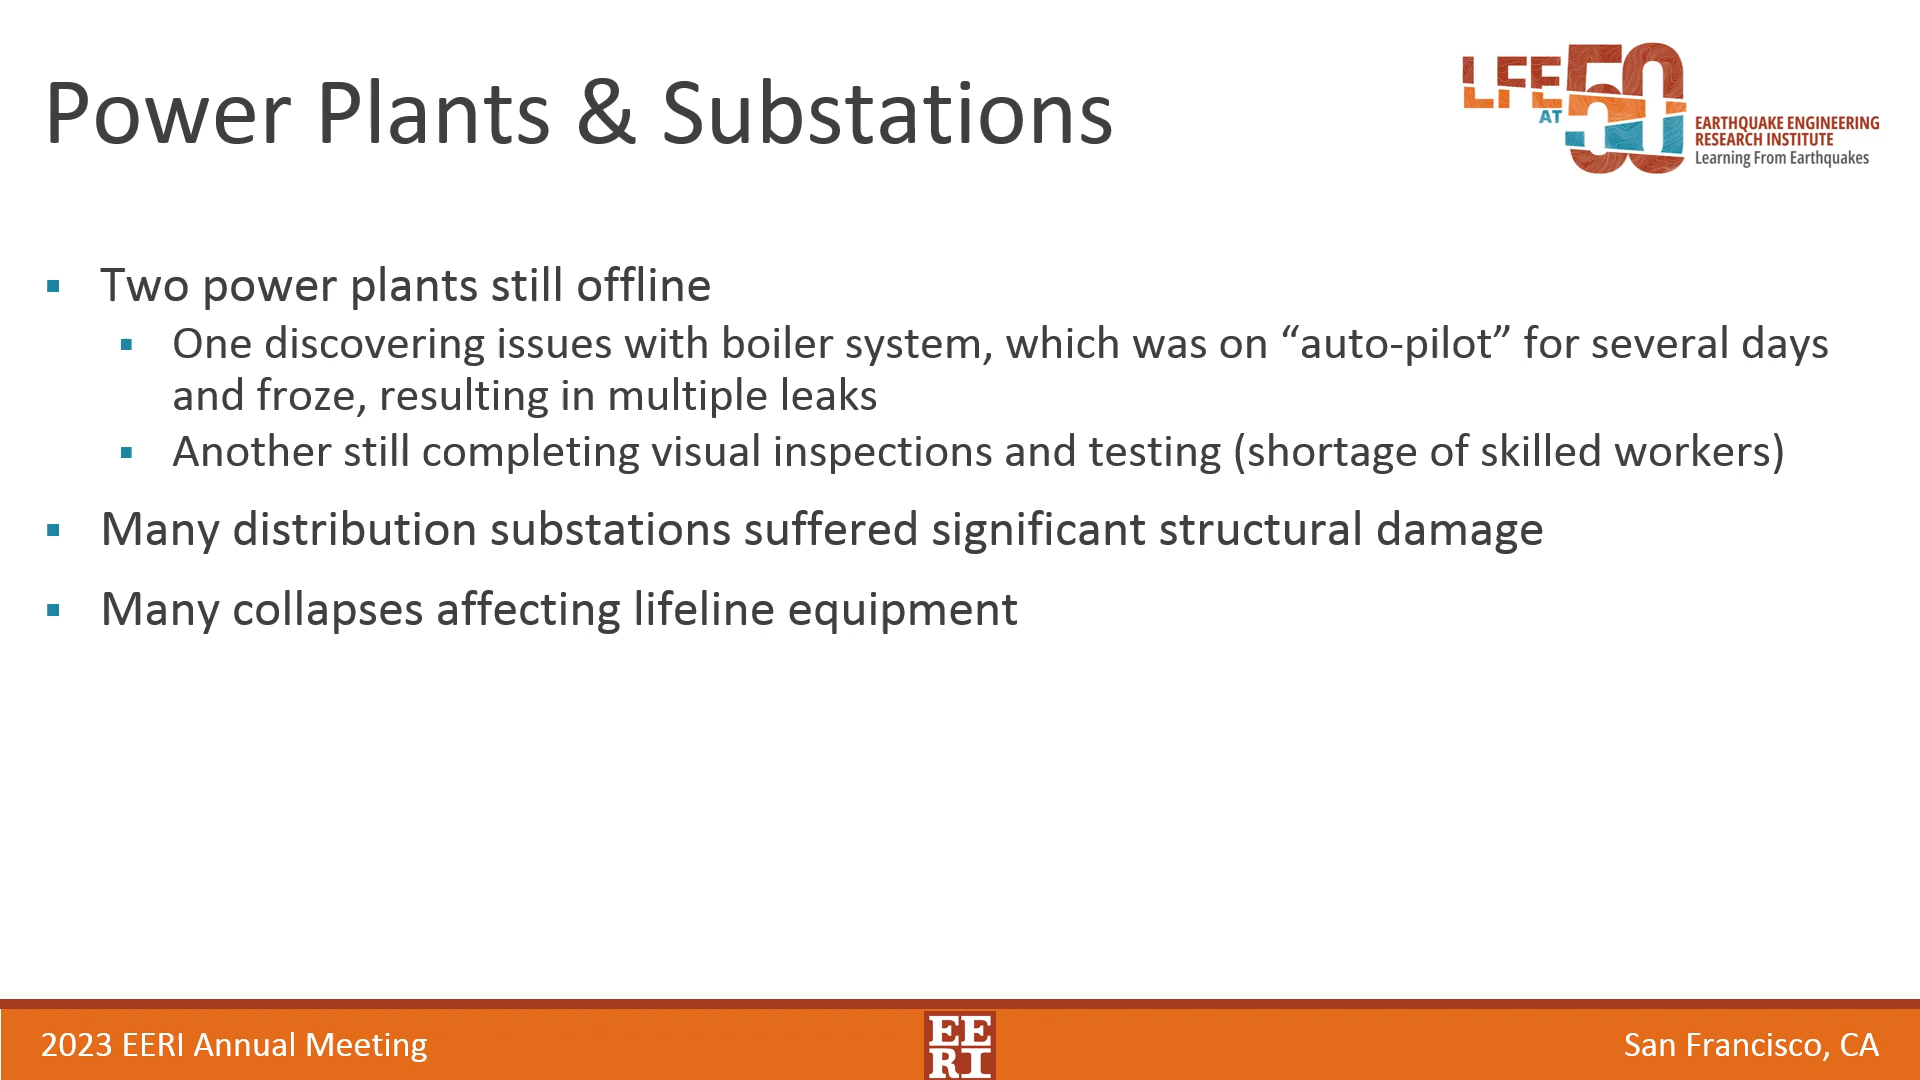 Power Plants & Substations
LFE
AT
50
EARTHQUAKE ENGINEERING
RESEARCH INSTITUTE
Learning From Earthquakes
▪ Two power plants still offline
▪ One discovering issues with boiler system, which was on “auto-pilot” for several days
and froze, resulting in multiple leaks
▪ Another still completing visual inspections and testing (shortage of skilled workers)
▪ Many distribution substations suffered significant structural damage
▪ Many collapses affecting lifeline equipment
2023 EERI Annual Meeting
EE
RI
San Francisco, CA